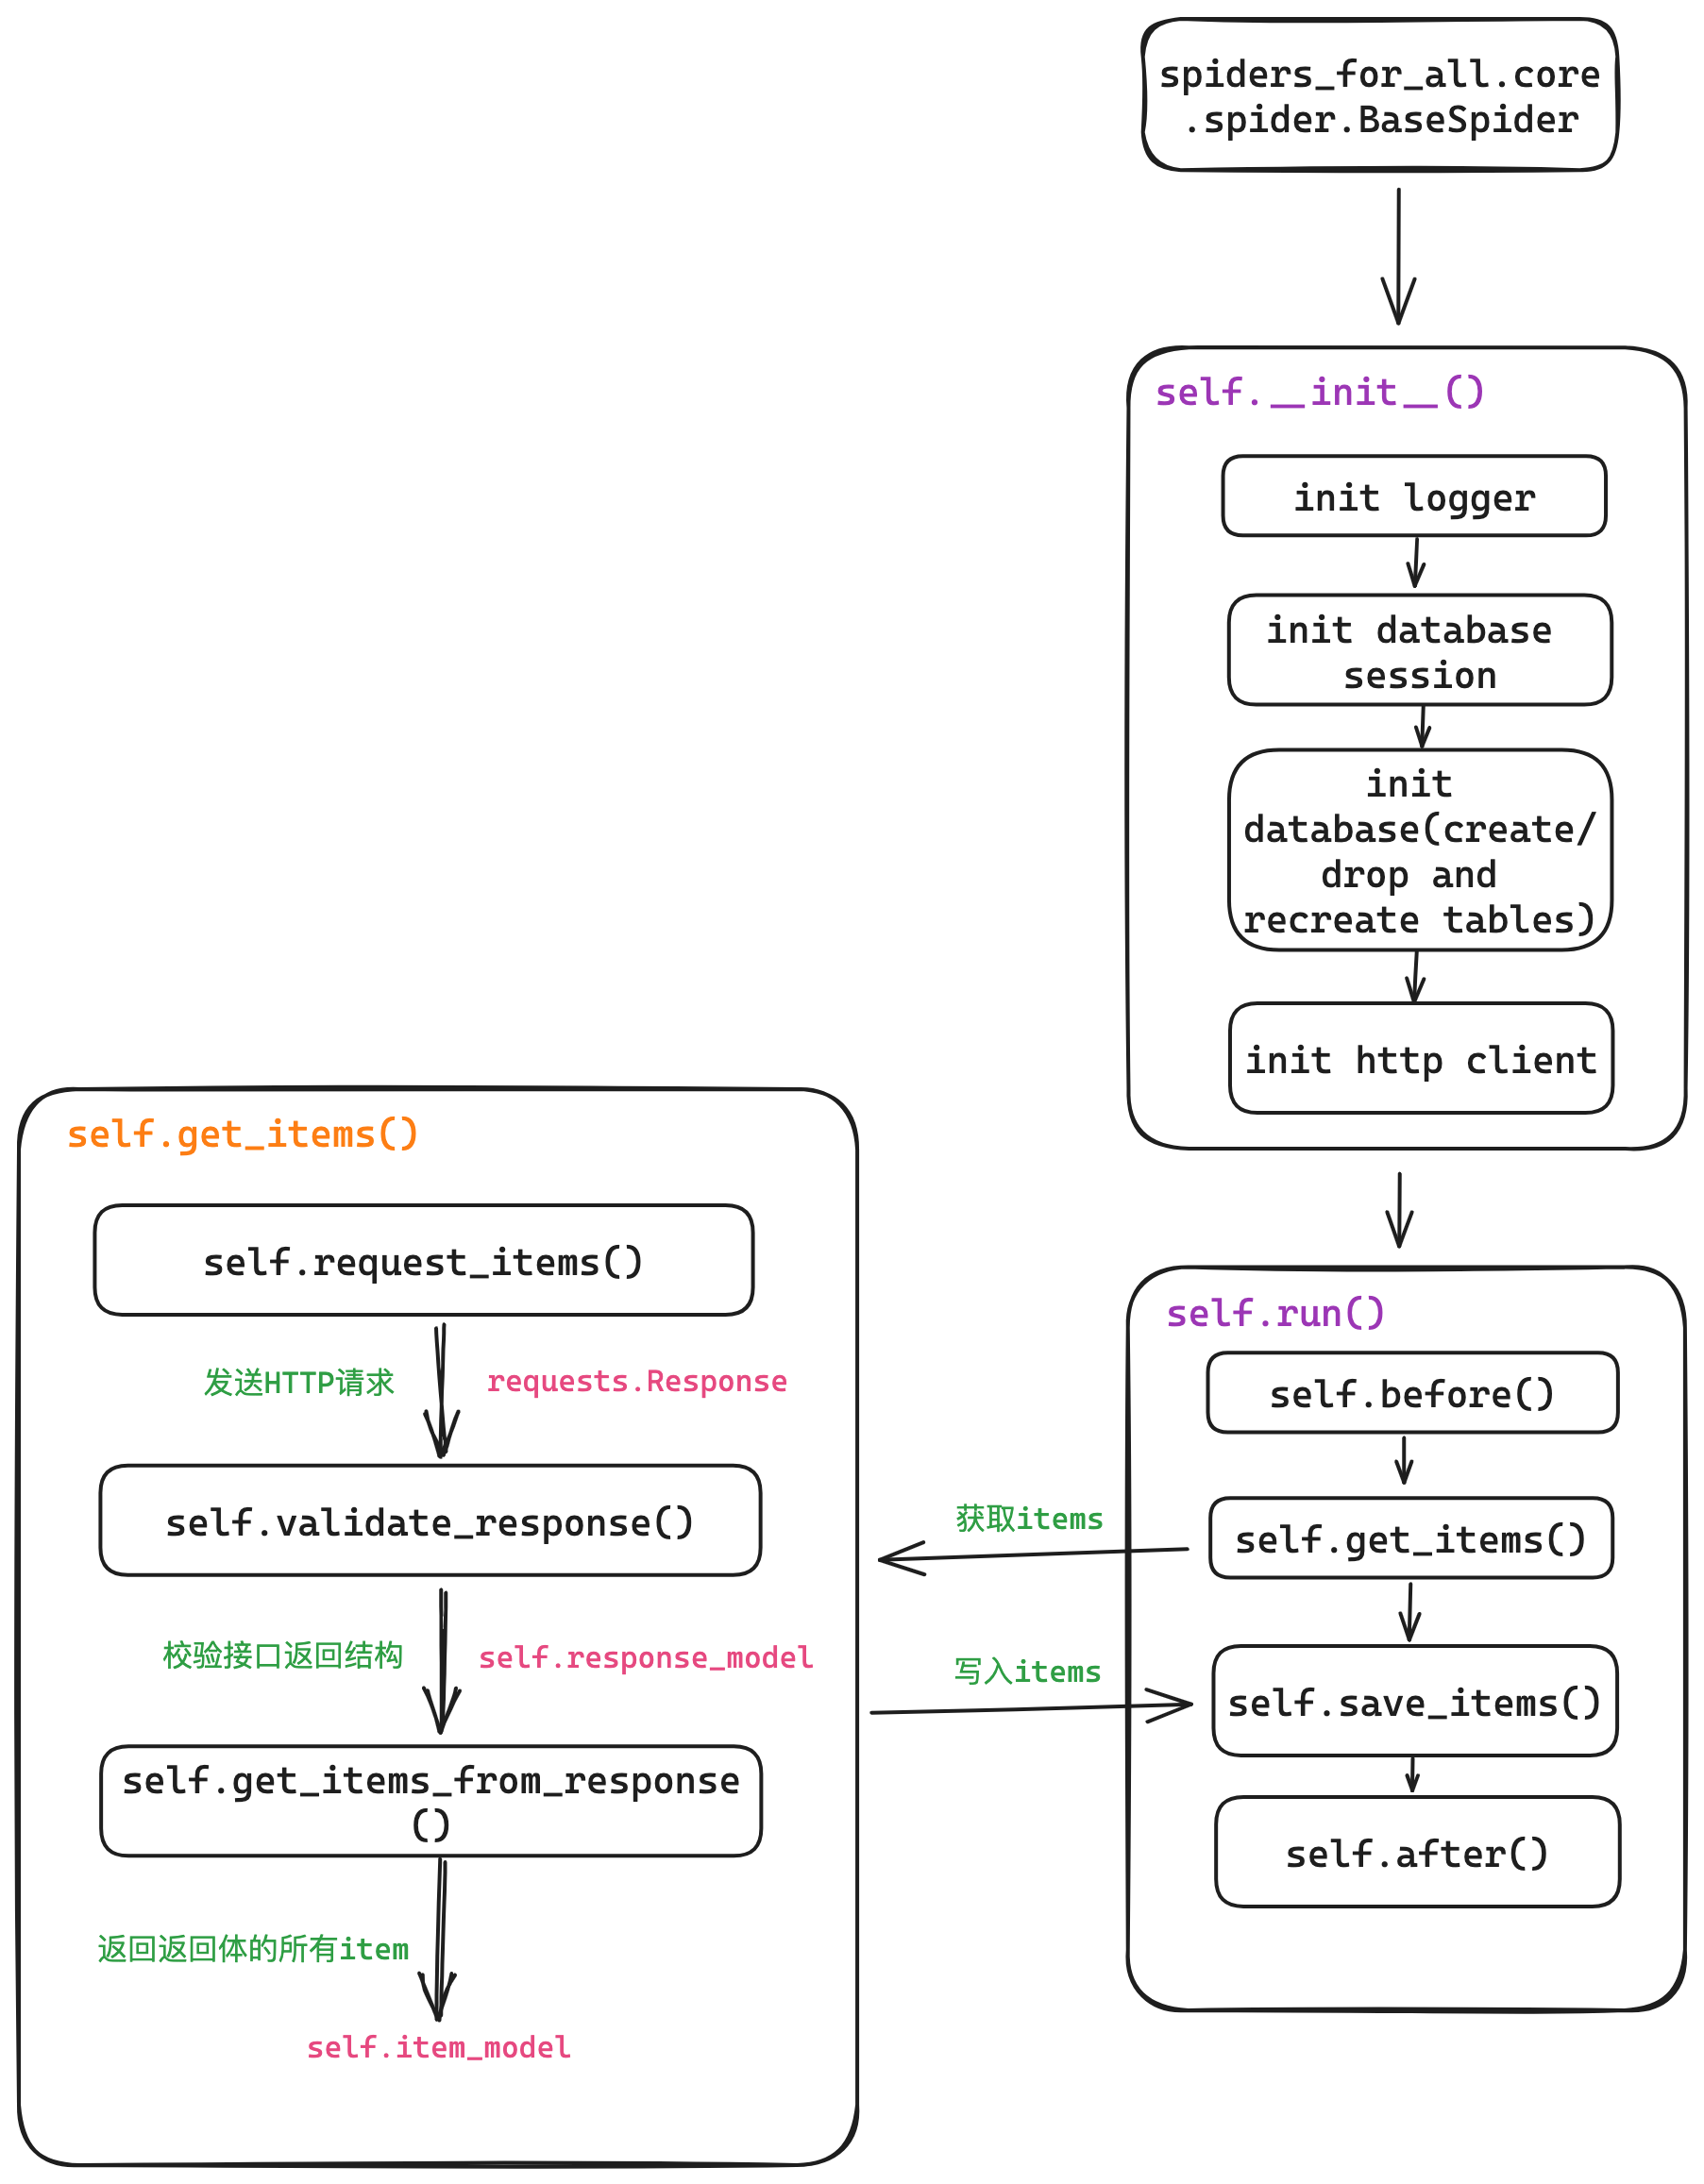 spiders_for_all.core
.spider.BaseSpider
self.__init__()
init logger
init database
session
init
database(create/
drop and
recreate tables)
init http client
self.get_items()
self.request_items()
发送HTTP请求
requests.Response
self.validate_response()
校验接口返回结构
self.response_model
self.get_items_from_response
()
返回返回体的所有item
self.item_model
self.run()
self.before()
获取items
self.get_items()
写入items
self.save_items()
self.after()